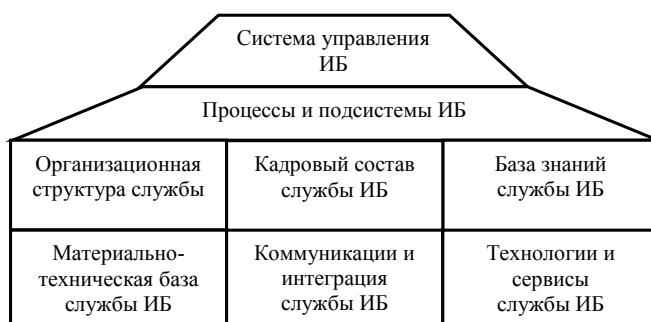 Система управления
ИБ
Процессы и подсистемы ИБ
Организационная
структура службы
Кадровый состав
службы ИБ
База знаний
службы ИБ
Материально-
техническая база
службы ИБ
Коммуникации и
интеграция
службы ИБ
Технологии и
сервисы
службы ИБ